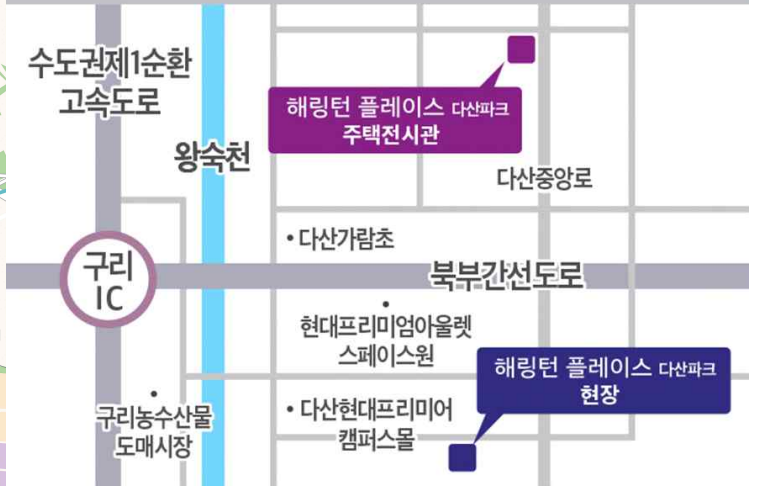 수도권제1순환
고속도로
왕숙천
해링턴 플레이스 다산파크
주택전시관
다산중앙로
• 다산가람초
구리
IC
북부간선도로
현대프리미엄아울렛
스페이스원
해링턴 플레이스 다산파크
현장
구리농수산물
도매시장
• 다산현대프리미어
캠퍼스몰